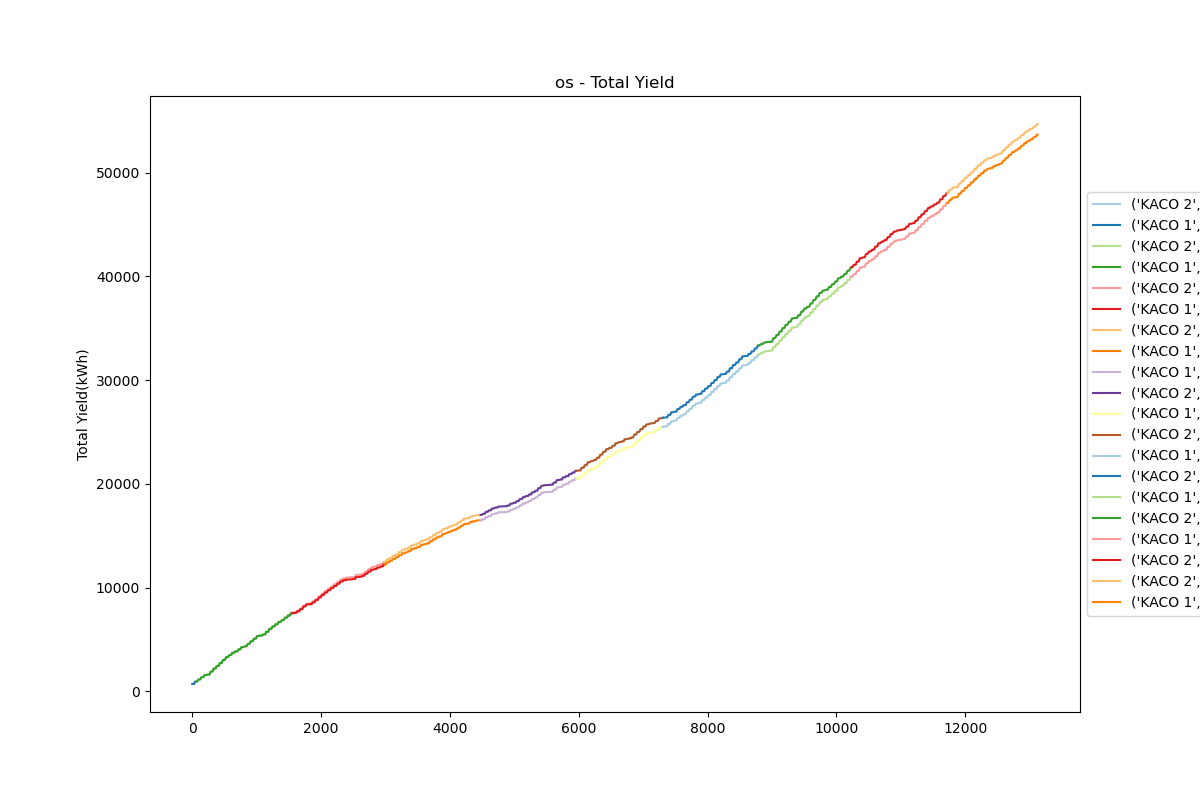 os - Total Yield
Total Yield(kWh)
50000
40000
30000
20000
10000
0
0 2000 4000 6000 8000 10000 12000
('KACO 2',
('KACO 1',
('KACO 2',
('KACO 1',
('KACO 2',
('KACO 1',
('KACO 2',
('KACO 1',
('KACO 1',
('KACO 2',
('KACO 1',
('KACO 2',
('KACO 1',
('KACO 2',
('KACO 1',
('KACO 2',
('KACO 1',
('KACO 2',
('KACO 2',
('KACO 1',